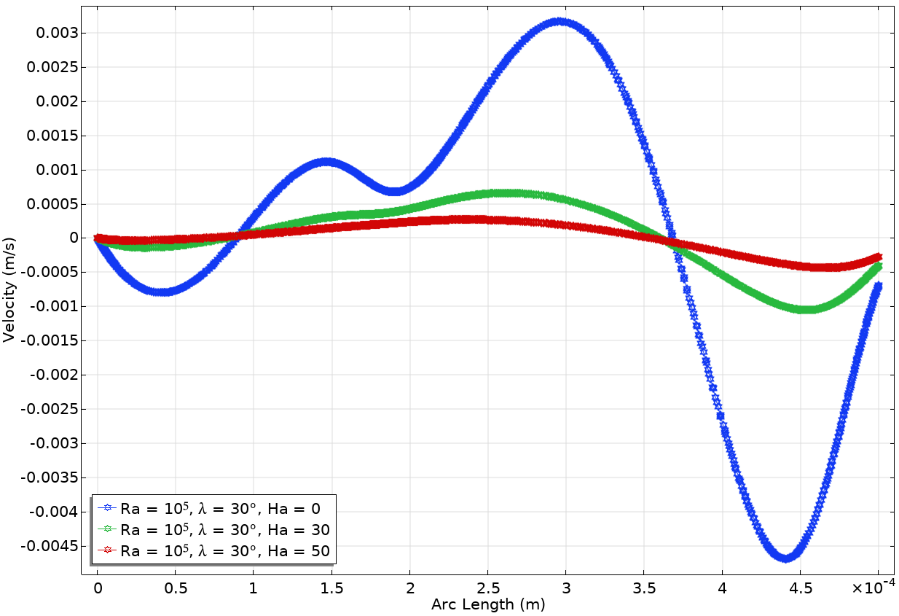 0.003
0.0025
0.002
0.0015
0.001
0.0005
0
-0.0005
-0.001
-0.0015
-0.002
-0.0025
-0.003
-0.0035
-0.004
-0.0045
Velocity (m/s)
Ra = 10⁵, λ = 30°, Ha = 0
Ra = 10⁵, λ = 30°, Ha = 30
Ra = 10⁵, λ = 30°, Ha = 50
0 0.5 1 1.5 2 2.5 3 3.5 4 4.5 ×10⁻⁴
Arc Length (m)